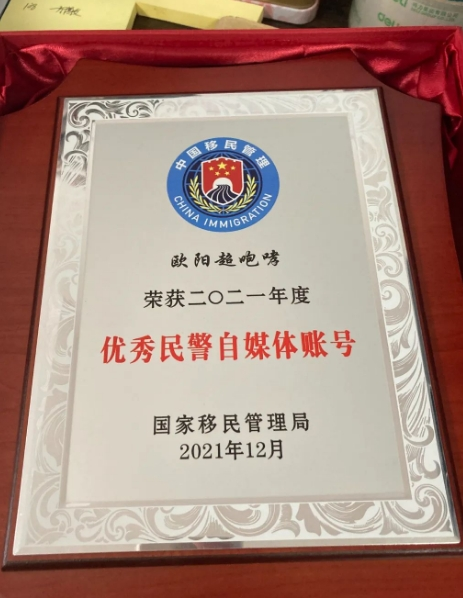 中国移民管理
CHINA IMMIGRATION
欧阳超咆哮
荣获二〇二一年度
优秀民警自媒体账号
国家移民管理局
2021年12月